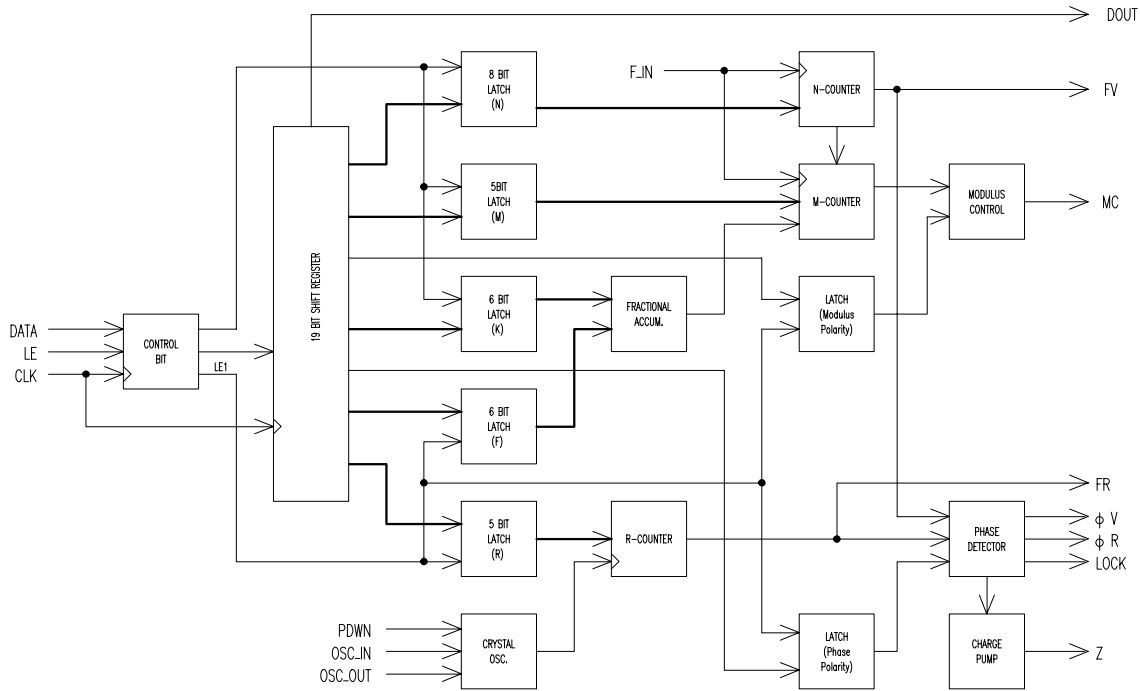 DOUT
8 BIT
LATCH
(N)
F_IN
N-COUNTER
FV
5BIT
LATCH
(M)
M-COUNTER
MODULUS
CONTROL
MC
19 BIT SHIFT REGISTER
6 BIT
LATCH
(K)
FRACTIONAL
ACCUM.
LATCH
(Modulus
Polarity)
DATA
LE
CLK
CONTROL
BIT
LE1
6 BIT
LATCH
(F)
5 BIT
LATCH
(R)
R-COUNTER
PHASE
DETECTOR
FR
ϕ V
ϕ R
LOCK
PDWN
OSC_IN
OSC_OUT
CRYSTAL
OSC.
LATCH
(Phase
Polarity)
CHARGE
PUMP
Z